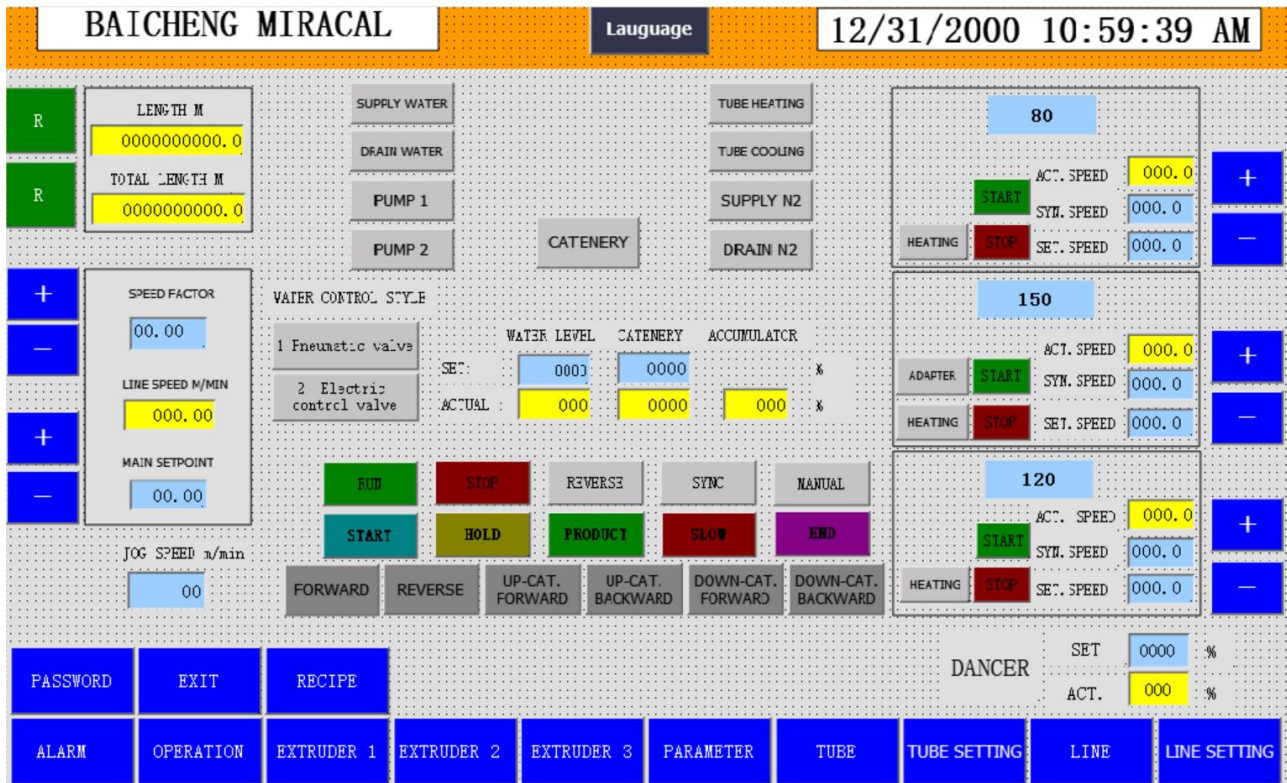 BAICHENG MIRACAL
Lauguage
12/31/2000 10:59:39 AM
R
LENGTH M
0000000000.0
R
TOTAL LENGTH M
0000000000.0
SUPPLY WATER
DRAIN WATER
PUMP 1
PUMP 2
CATENERY
TUBE HEATING
TUBE COOLING
SUPPLY N2
DRAIN N2
80
ACT. SPEED 000.0
START
SYN. SPEED 000.0
HEATING STOP SET. SPEED 000.0
+
—
+
—
SPEED FACTOR
00.00
LINE SPEED M/MIN
000.00
+
—
MAIN SETPOINT
00.00
JOG SPEED m/min
00
WATER CONTROL STYLE
1 Pneumatic valve
2 Electric
control valve
WATER LEVEL CATENERY ACCUMULATOR
SET: 0000 0000 %
ACTUAL : 000 0000 000 %
150
ACT. SPEED 000.0
ADAPTER START SYN. SPEED 000.0
HEATING STOP SET. SPEED 000.0
+
—
RUN STOP REVERSE SYNC MANUAL
START HOLD PRODUCT SLOW END
FORWARD REVERSE
UP-CAT.
FORWARD
UP-CAT.
BACKWARD
DOWN-CAT.
FORWARD
DOWN-CAT.
BACKWARD
120
ACT. SPEED 000.0
START
SYN. SPEED 000.0
HEATING STOP SET. SPEED 000.0
+
—
DANCER
SET 0000 %
ACT. 000 %
PASSWORD EXIT RECIPE
ALARM OPERATION EXTRUDER 1 EXTRUDER 2 EXTRUDER 3 PARAMETER TUBE TUBE SETTING LINE LINE SETTING